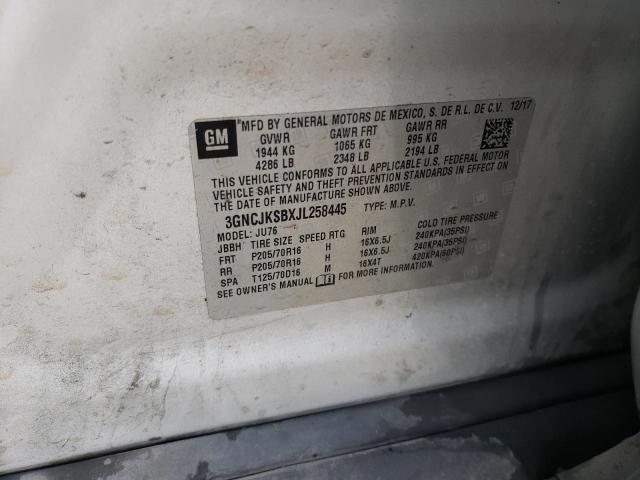 GM
MFD BY GENERAL MOTORS DE MEXICO, S. DE R.L. DE C.V. 12/17
GVWR GAWR FRT GAWR RR
1944 KG 1065 KG 995 KG
4286 LB 2348 LB 2194 LB
THIS VEHICLE CONFORMS TO ALL APPLICABLE U.S. FEDERAL MOTOR
VEHICLE SAFETY AND THEFT PREVENTION STANDARDS IN EFFECT ON
THE DATE OF MANUFACTURE SHOWN ABOVE.
3GNCJKSBXJL258445 TYPE: M.P.V.
MODEL: JU76
JBBH TIRE SIZE SPEED RTG RIM COLD TIRE PRESSURE
FRT P205/70R16 H 16X6.5J 240KPA(35PSI)
RR P205/70R16 H 16X6.5J 240KPA(35PSI)
SPA T125/70D16 M 16X4T 420KPA(60PSI)
SEE OWNER'S MANUAL FOR MORE INFORMATION.